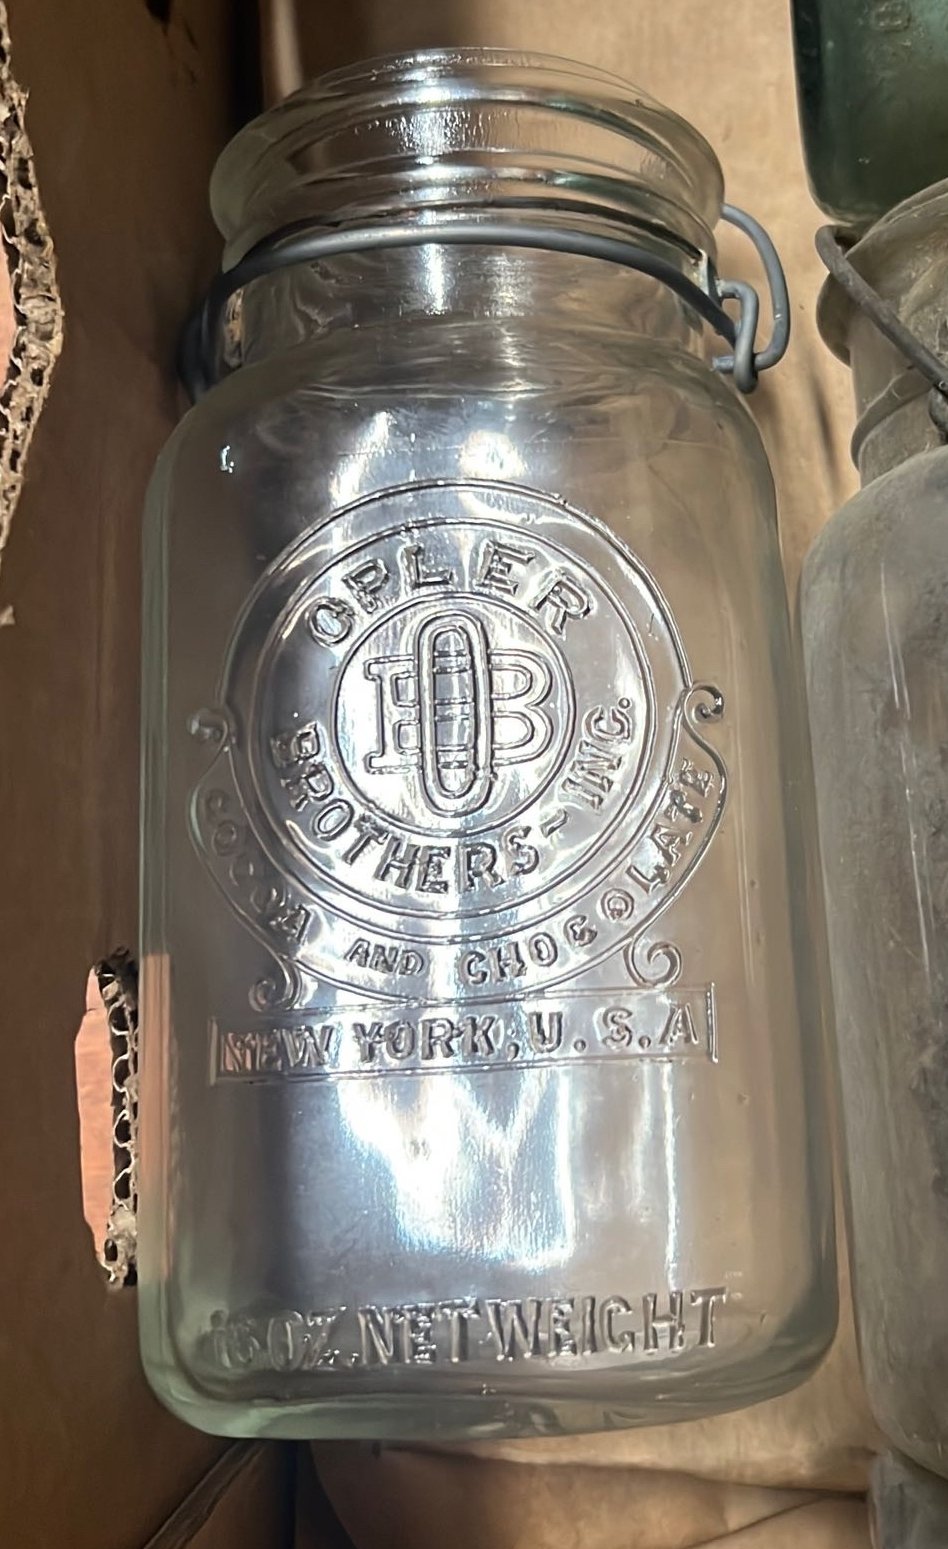 OPLER
OB
BROTHERS - INC.
COCOA AND CHOCOLATE
NEW YORK, U.S.A
16 OZ. NET WEIGHT